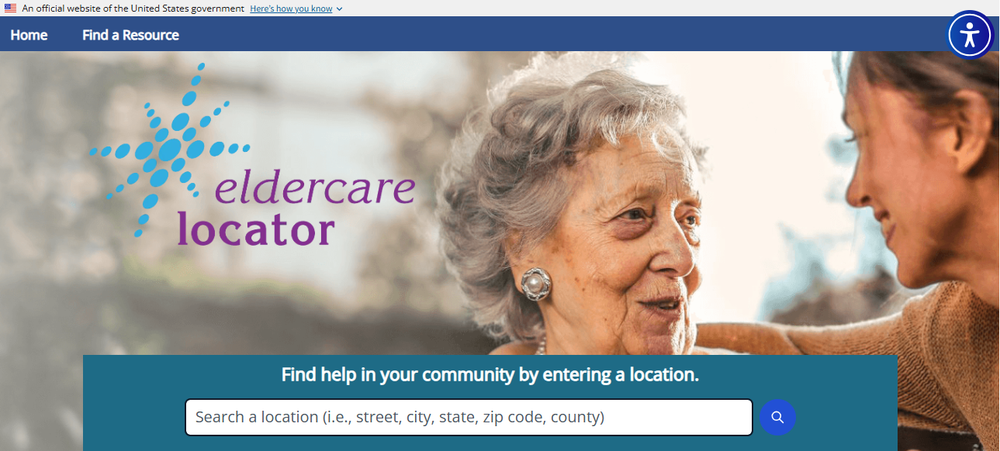 An official website of the United States government Here's how you know
Home Find a Resource
eldercare
locator
Find help in your community by entering a location.
Search a location (i.e., street, city, state, zip code, county)